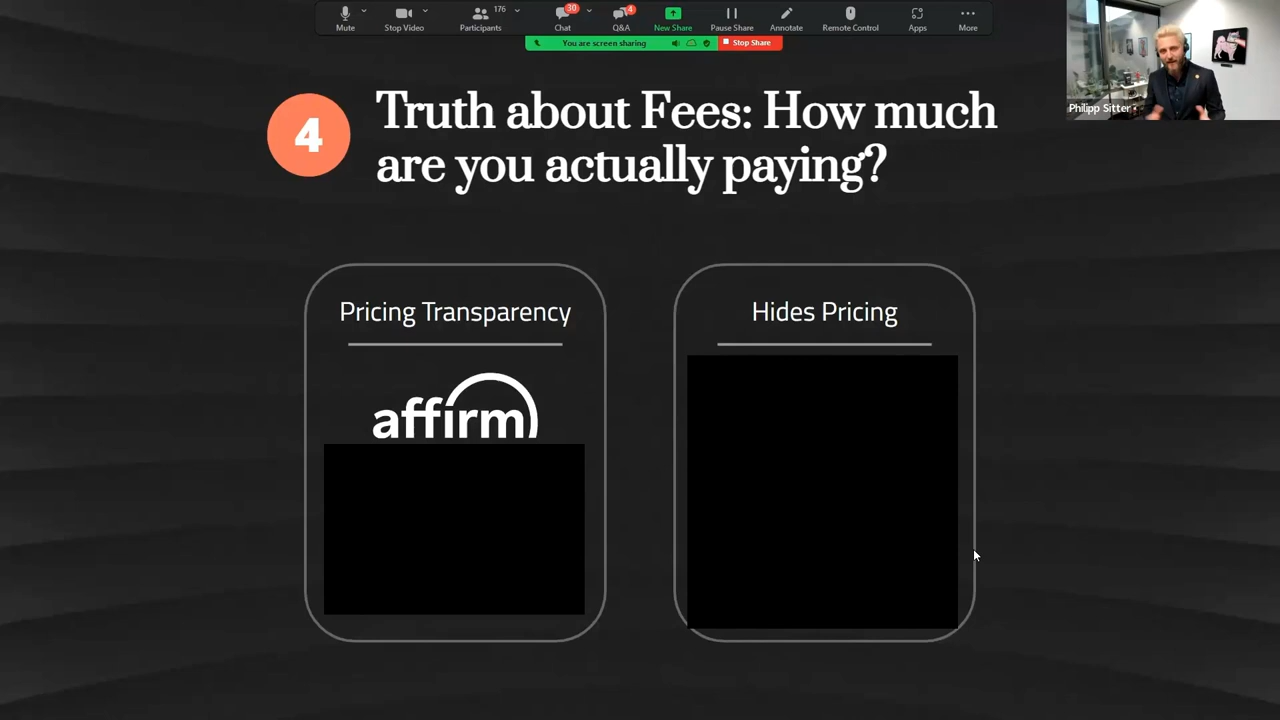 Mute
Stop Video
Participants
176
Chat
30
Q&A
4
New Share
Pause Share
Annotate
Remote Control
Apps
More
You are screen sharing
Stop Share
Philipp Sitter
4
Truth about Fees: How much
are you actually paying?
Pricing Transparency
affirm
Hides Pricing